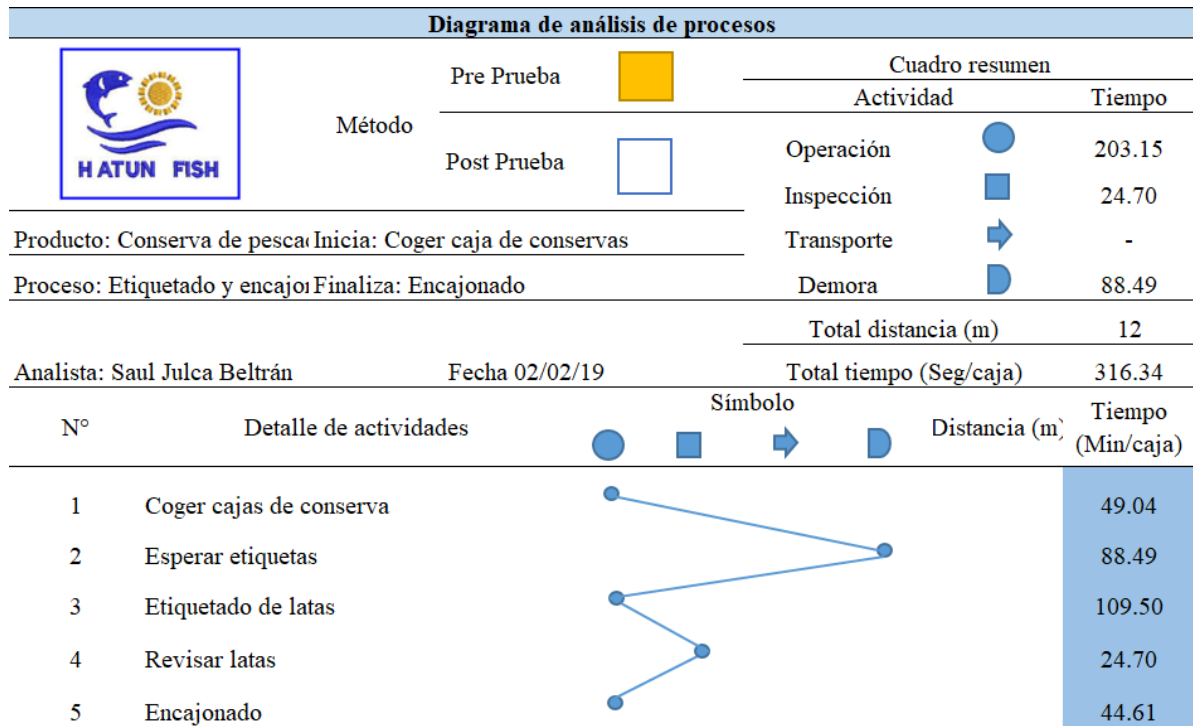 Diagrama de análisis de procesos
HATUN FISH
Método
Pre Prueba
Post Prueba
Cuadro resumen
Actividad Tiempo
Operación 203.15
Inspección 24.70
Producto: Conserva de pesca Inicia: Coger caja de conservas
Transporte -
Proceso: Etiquetado y encajo Finaliza: Encajonado
Demora 88.49
Total distancia (m) 12
Analista: Saul Julca Beltrán Fecha 02/02/19
Total tiempo (Seg/caja) 316.34
N° Detalle de actividades Símbolo Distancia (m) Tiempo
(Min/caja)
1 Coger cajas de conserva 49.04
2 Esperar etiquetas 88.49
3 Etiquetado de latas 109.50
4 Revisar latas 24.70
5 Encajonado 44.61